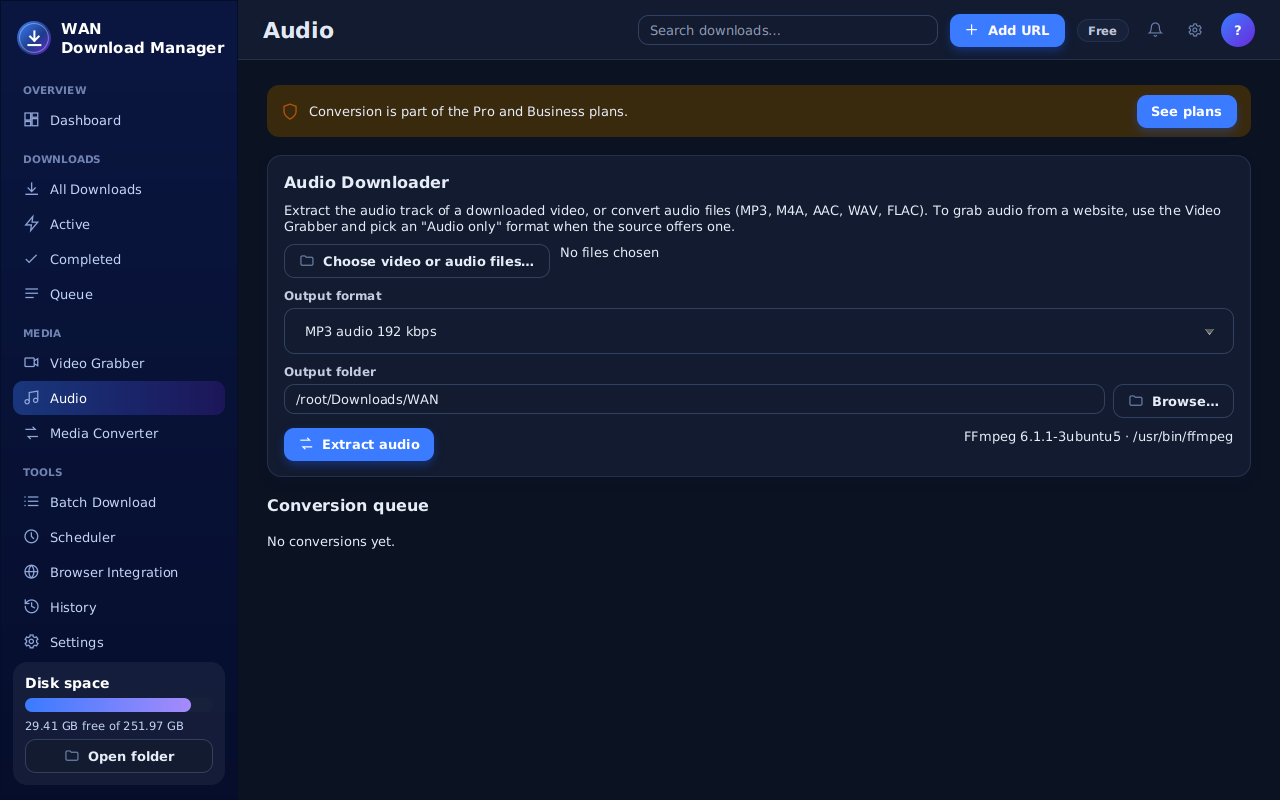 WAN
Download Manager
OVERVIEW
Dashboard
DOWNLOADS
All Downloads
Active
Completed
Queue
MEDIA
Video Grabber
Audio
Media Converter
TOOLS
Batch Download
Scheduler
Browser Integration
History
Settings
Disk space
29.41 GB free of 251.97 GB
Open folder
Audio
Search downloads...
Add URL
Free
?
Conversion is part of the Pro and Business plans.
See plans
Audio Downloader
Extract the audio track of a downloaded video, or convert audio files (MP3, M4A, AAC, WAV, FLAC). To grab audio from a website, use the Video
Grabber and pick an "Audio only" format when the source offers one.
Choose video or audio files...
No files chosen
Output format
MP3 audio 192 kbps
Output folder
/root/Downloads/WAN
Browse...
Extract audio
FFmpeg 6.1.1-3ubuntu5 · /usr/bin/ffmpeg
Conversion queue
No conversions yet.